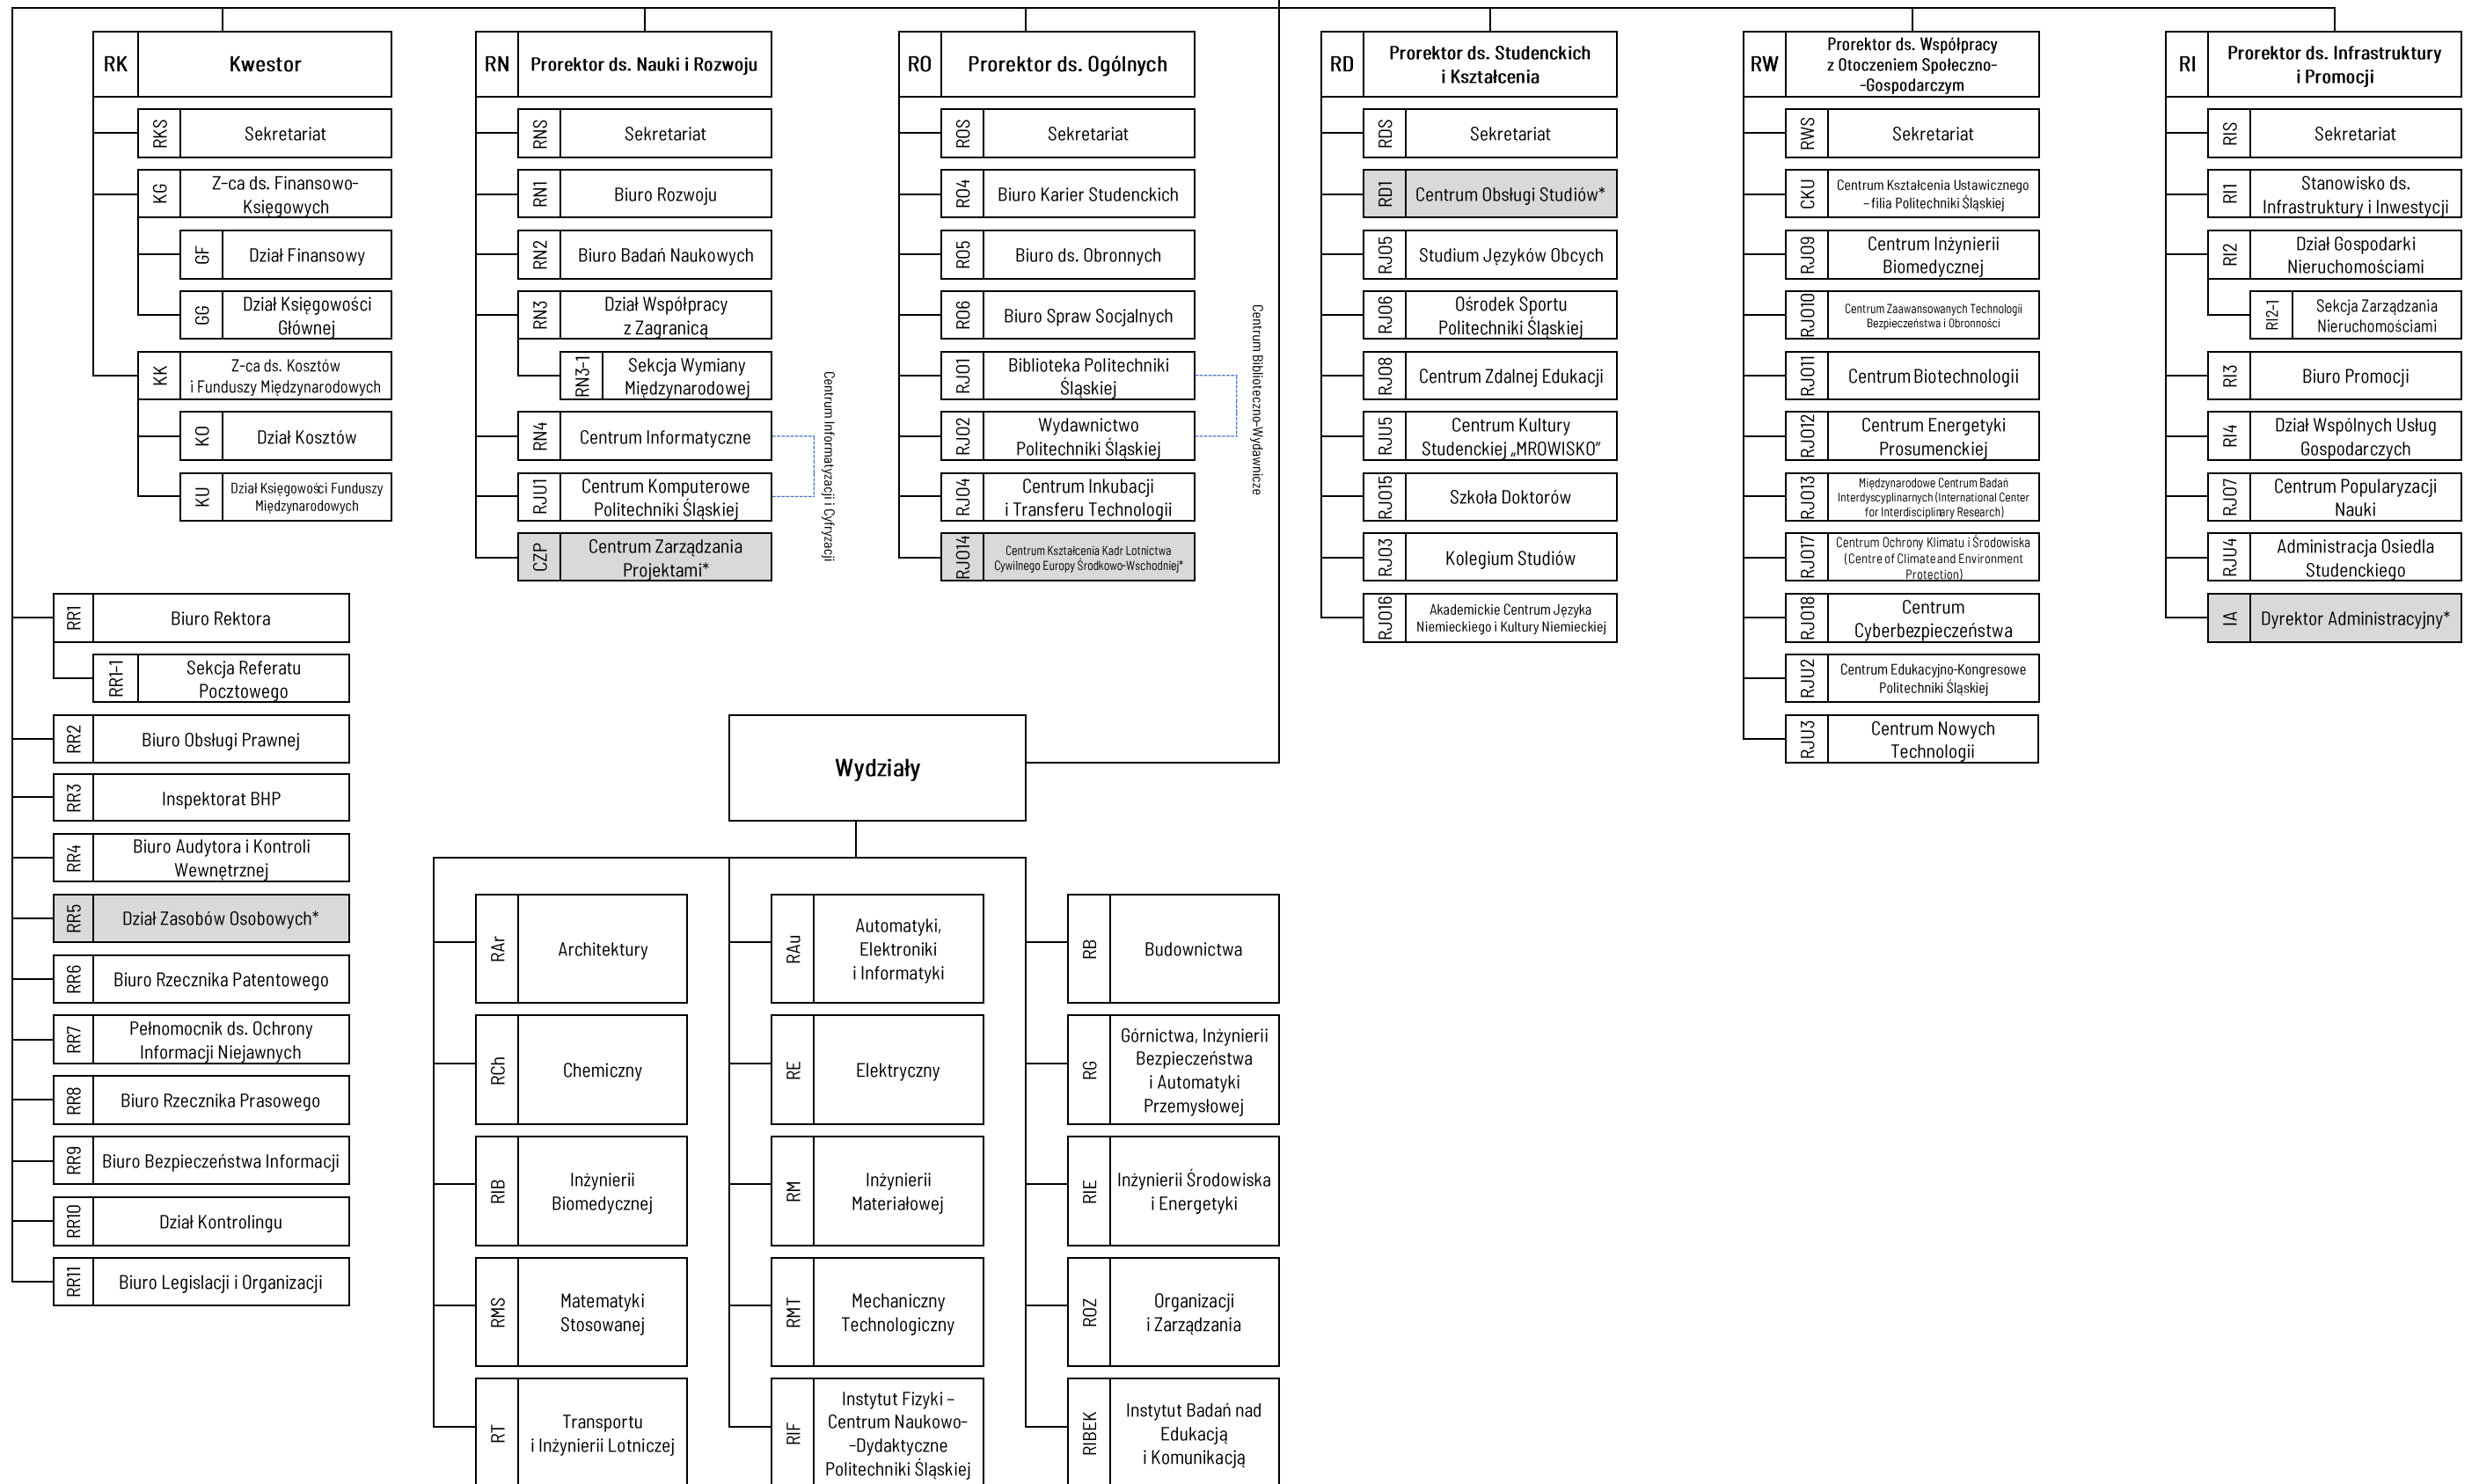 RK
Kwestor
RKS
Sekretariat
KG
Z-ca ds. Finansowo-
Księgowych
GF
Dział Finansowy
GG
Dział Księgowości
Głównej
KK
Z-ca ds. Kosztów
i Funduszy Międzynarodowych
KO
Dział Kosztów
KU
Dział Księgowości Funduszy
Międzynarodowych
RN
Prorektor ds. Nauki i Rozwoju
RNS
Sekretariat
RN1
Biuro Rozwoju
RN2
Biuro Badań Naukowych
RN3
Dział Współpracy
z Zagranicą
RN3-1
Sekcja Wymiany
Międzynarodowej
RN4
Centrum Informatyczne
RJU1
Centrum Komputerowe
Politechniki Śląskiej
CZP
Centrum Zarządzania
Projektami*
Centrum Informatyzacji i Cyfryzacji
RO
Prorektor ds. Ogólnych
ROS
Sekretariat
RO4
Biuro Karier Studenckich
RO5
Biuro ds. Obronnych
RO6
Biuro Spraw Socjalnych
RJO1
Biblioteka Politechniki
Śląskiej
RJO2
Wydawnictwo
Politechniki Śląskiej
RJO4
Centrum Inkubacji
i Transferu Technologii
RJO14
Centrum Kształcenia Kadr Lotnictwa
Cywilnego Europy Środkowo-Wschodniej*
Centrum Biblioteczno-Wydawnicze
RD
Prorektor ds. Studenckich
i Kształcenia
RDS
Sekretariat
RD1
Centrum Obsługi Studiów*
RJO5
Studium Języków Obcych
RJO6
Ośrodek Sportu
Politechniki Śląskiej
RJO8
Centrum Zdalnej Edukacji
RJU5
Centrum Kultury
Studenckiej „MROWISKO”
RJO15
Szkoła Doktorów
RJO3
Kolegium Studiów
RJO16
Akademickie Centrum Języka
Niemieckiego i Kultury Niemieckiej
RW
Prorektor ds. Współpracy
z Otoczeniem Społeczno-
-Gospodarczym
RWS
Sekretariat
CKU
Centrum Kształcenia Ustawicznego
– filia Politechniki Śląskiej
RJO9
Centrum Inżynierii
Biomedycznej
RJO10
Centrum Zaawansowanych Technologii
Bezpieczeństwa i Obronności
RJO11
Centrum Biotechnologii
RJO12
Centrum Energetyki
Prosumenckiej
RJO13
Międzynarodowe Centrum Badań
Interdyscyplinarnych (International Center
for Interdisciplinary Research)
RJO17
Centrum Ochrony Klimatu i Środowiska
(Centre of Climate and Environment
Protection)
RJO18
Centrum
Cyberbezpieczeństwa
RJU2
Centrum Edukacyjno-Kongresowe
Politechniki Śląskiej
RJU3
Centrum Nowych
Technologii
RI
Prorektor ds. Infrastruktury
i Promocji
RIS
Sekretariat
RI1
Stanowisko ds.
Infrastruktury i Inwestycji
RI2
Dział Gospodarki
Nieruchomościami
RI2-1
Sekcja Zarządzania
Nieruchomościami
RI3
Biuro Promocji
RI4
Dział Wspólnych Usług
Gospodarczych
RJO7
Centrum Popularyzacji
Nauki
RJU4
Administracja Osiedla
Studenckiego
IA
Dyrektor Administracyjny*
RR1
Biuro Rektora
RR1-1
Sekcja Referatu
Pocztowego
RR2
Biuro Obsługi Prawnej
RR3
Inspektorat BHP
RR4
Biuro Audytora i Kontroli
Wewnętrznej
RR5
Dział Zasobów Osobowych*
RR6
Biuro Rzecznika Patentowego
RR7
Pełnomocnik ds. Ochrony
Informacji Niejawnych
RR8
Biuro Rzecznika Prasowego
RR9
Biuro Bezpieczeństwa Informacji
RR10
Dział Kontrolingu
RR11
Biuro Legislacji i Organizacji
Wydziały
RAr
Architektury
RCh
Chemiczny
RIB
Inżynierii
Biomedycznej
RMS
Matematyki
Stosowanej
RT
Transportu
i Inżynierii Lotniczej
RAu
Automatyki,
Elektroniki
i Informatyki
RE
Elektryczny
RM
Inżynierii
Materiałowej
RMT
Mechaniczny
Technologiczny
RIF
Instytut Fizyki –
Centrum Naukowo-
-Dydaktyczne
Politechniki Śląskiej
RB
Budownictwa
RG
Górnictwa, Inżynierii
Bezpieczeństwa
i Automatyki
Przemysłowej
RIE
Inżynierii Środowiska
i Energetyki
ROZ
Organizacji
i Zarządzania
RIBEK
Instytut Badań nad
Edukacją
i Komunikacją